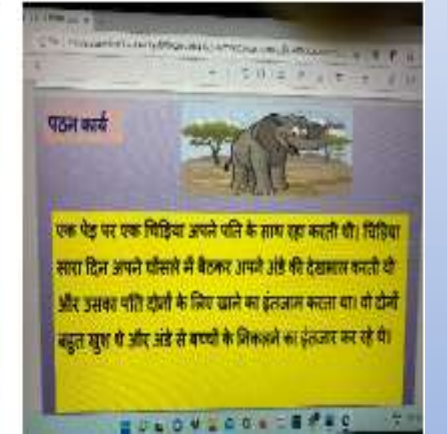 पठन कार्य
एक पेड़ पर एक चिड़िया अपने पति के साथ रहा करती थी। चिड़िया
सारा दिन अपने घोंसले में बैठकर अपने अंडे की देखभाल करती थी
और उसका पति दोनों के लिए खाने का इंतजाम करता था। वो दोनों
बहुत खुश थे और अंडे से बच्चों के निकलने का इंतजार कर रहे थे।